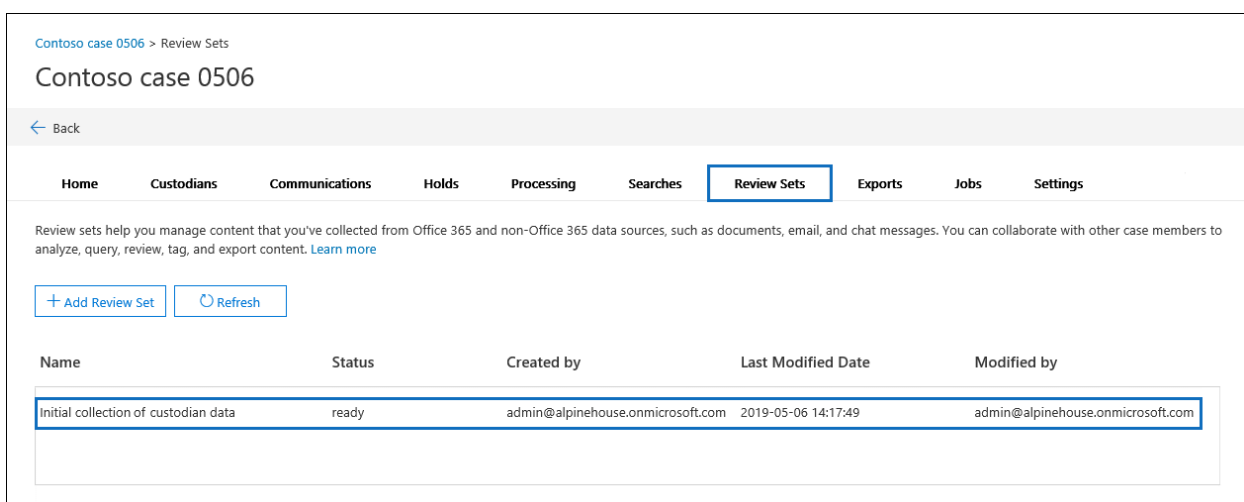 Contoso case 0506 > Review Sets
Contoso case 0506
Back
Home Custodians Communications Holds Processing Searches Review Sets Exports Jobs Settings
Review sets help you manage content that you've collected from Office 365 and non-Office 365 data sources, such as documents, email, and chat messages. You can collaborate with other case members to
analyze, query, review, tag, and export content. Learn more
+ Add Review Set Refresh
Name Status Created by Last Modified Date Modified by
Initial collection of custodian data ready admin@alpinehouse.onmicrosoft.com 2019-05-06 14:17:49 admin@alpinehouse.onmicrosoft.com